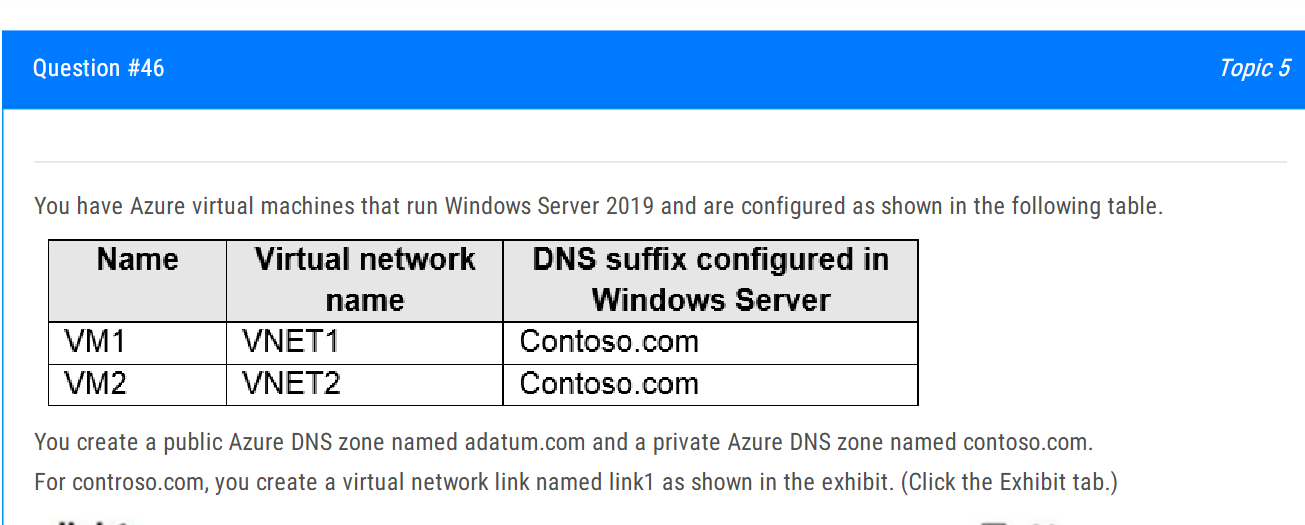 Question #46
Topic 5
You have Azure virtual machines that run Windows Server 2019 and are configured as shown in the following table.
Name Virtual network name DNS suffix configured in Windows Server
VM1 VNET1 Contoso.com
VM2 VNET2 Contoso.com
You create a public Azure DNS zone named adatum.com and a private Azure DNS zone named contoso.com.
For controso.com, you create a virtual network link named link1 as shown in the exhibit. (Click the Exhibit tab.)